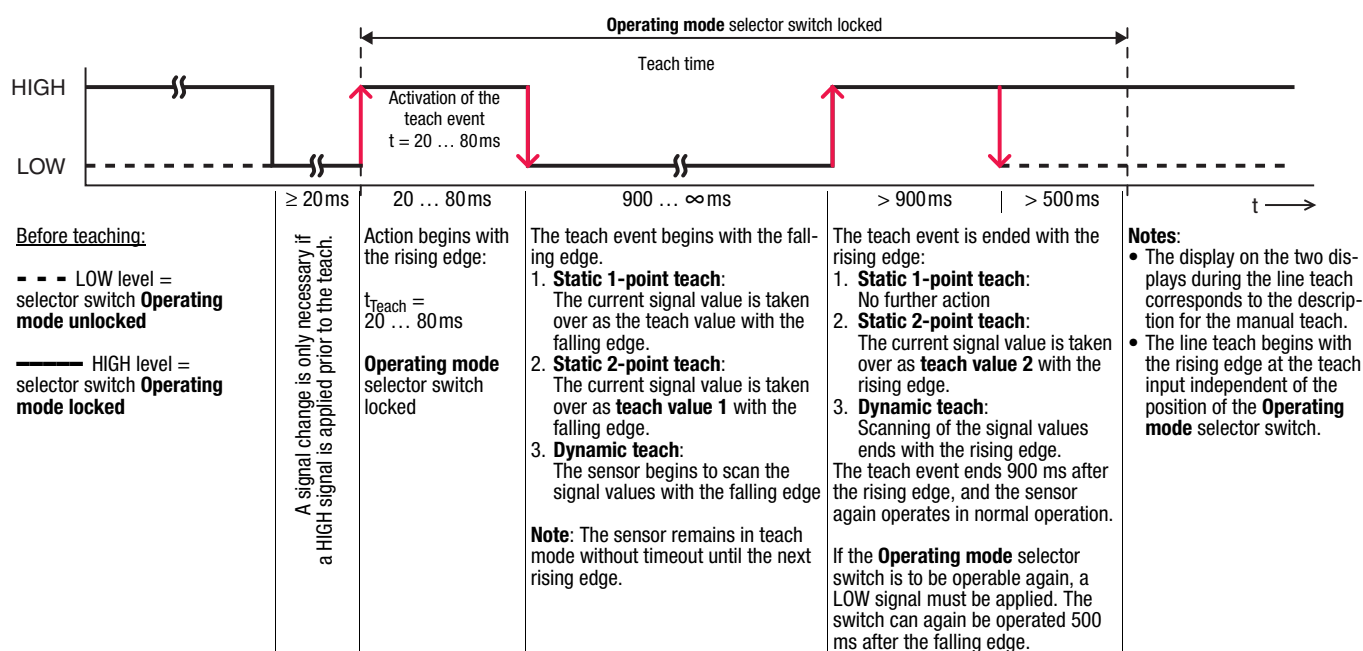 Operating mode selector switch locked
Teach time
HIGH
LOW
Activation of the
teach event
t = 20 … 80 ms
≥ 20 ms
20 … 80 ms
900 … ∞ ms
> 900 ms
> 500 ms
t
Before teaching:
LOW level =
selector switch Operating
mode unlocked
HIGH level =
selector switch Operating
mode locked
A signal change is only necessary if
a HIGH signal is applied prior to the teach.
Action begins with
the rising edge:
tTeach =
20 … 80 ms
Operating mode
selector switch
locked
The teach event begins with the fall-
ing edge.
1. Static 1-point teach:
The current signal value is taken
over as the teach value with the
falling edge.
2. Static 2-point teach:
The current signal value is taken
over as teach value 1 with the
falling edge.
3. Dynamic teach:
The sensor begins to scan the
signal values with the falling edge
Note: The sensor remains in teach
mode without timeout until the next
rising edge.
The teach event is ended with the
rising edge:
1. Static 1-point teach:
No further action
2. Static 2-point teach:
The current signal value is taken
over as teach value 2 with the
rising edge.
3. Dynamic teach:
Scanning of the signal values
ends with the rising edge.
The teach event ends 900 ms after
the rising edge, and the sensor
again operates in normal operation.
If the Operating mode selector
switch is to be operable again, a
LOW signal must be applied. The
switch can again be operated 500
ms after the falling edge.
Notes:
• The display on the two dis-
plays during the line teach
corresponds to the descrip-
tion for the manual teach.
• The line teach begins with
the rising edge at the teach
input independent of the
position of the Operating
mode selector switch.